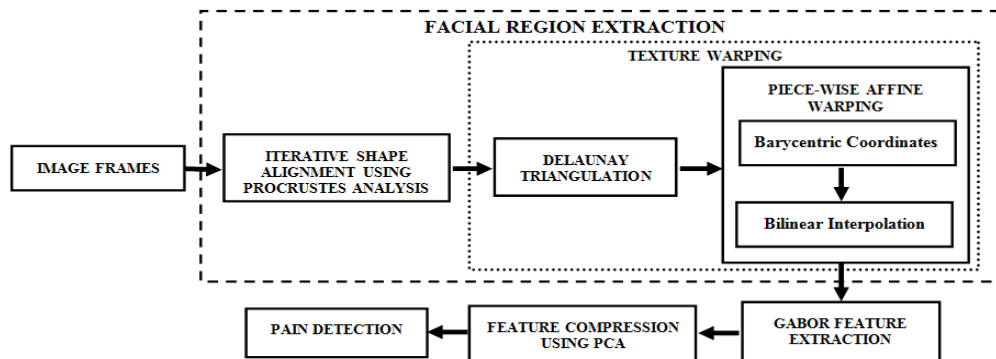 FACIAL REGION EXTRACTION
TEXTURE WARPING
PIECE-WISE AFFINE
WARPING
Barycentric Coordinates
Bilinear Interpolation
IMAGE FRAMES
ITERATIVE SHAPE
ALIGNMENT USING
PROCRUSTES ANALYSIS
DELAUNAY
TRIANGULATION
PAIN DETECTION
FEATURE COMPRESSION
USING PCA
GABOR FEATURE
EXTRACTION